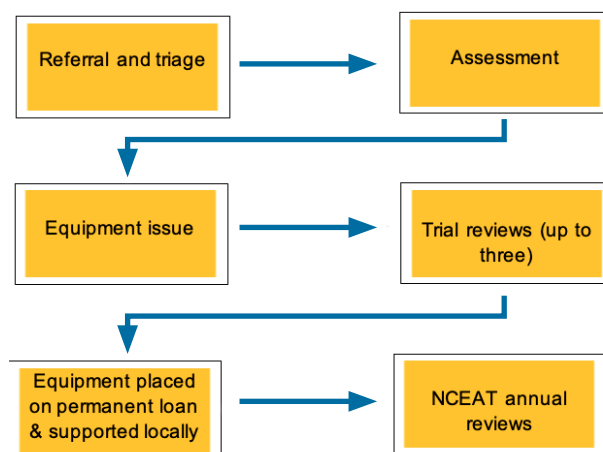 Referral and triage
Assessment
Equipment issue
Trial reviews (up to
three)
Equipment placed
on permanent loan
& supported locally
NCEAT annual
reviews